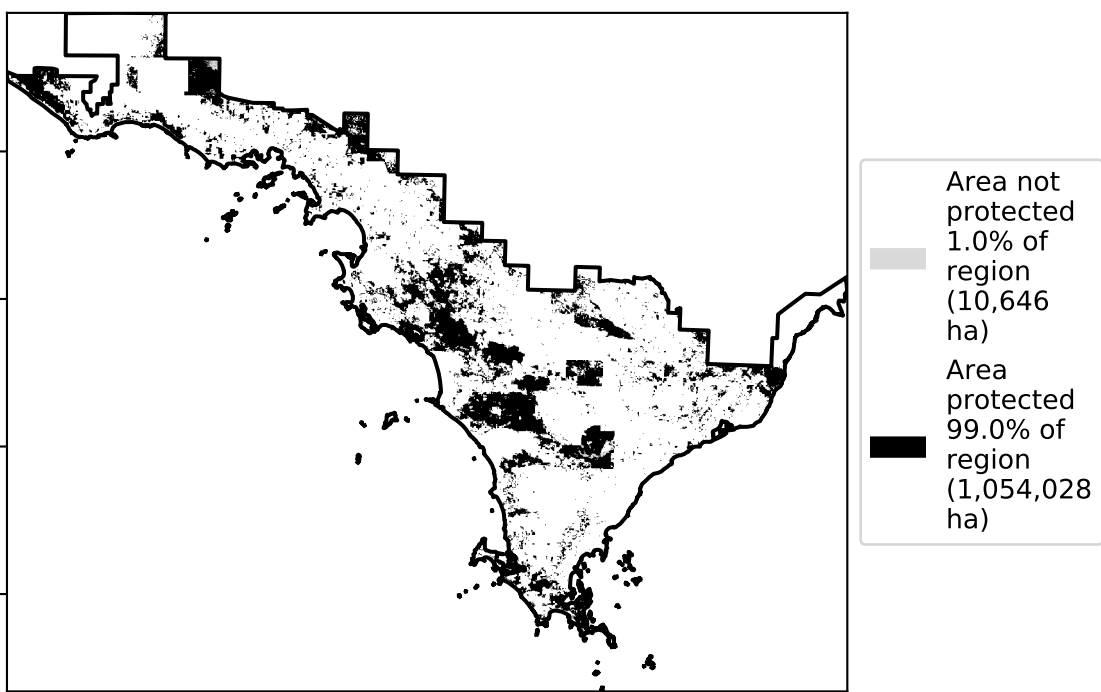 Area not
protected
1.0% of
region
(10,646
ha)
Area
protected
99.0% of
region
(1,054,028
ha)